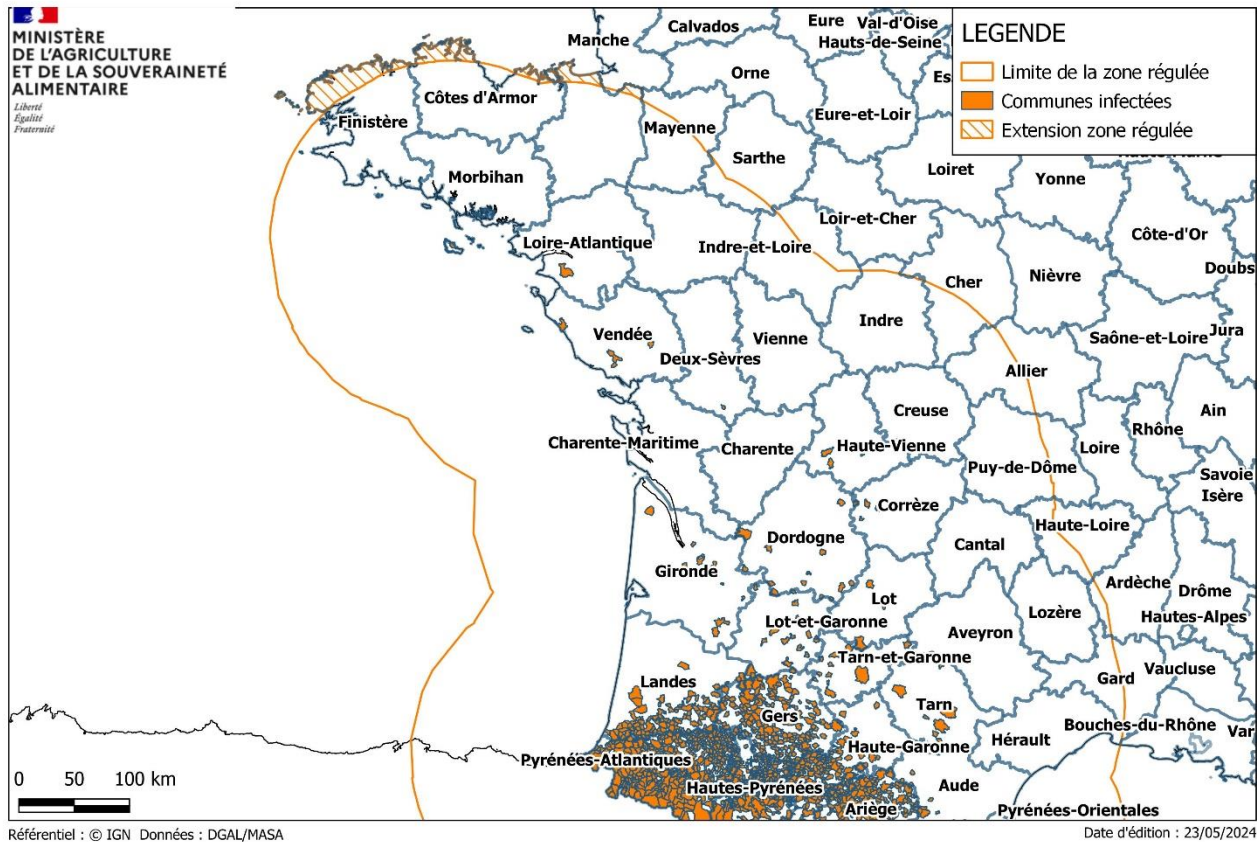 MINISTÈRE
DE L'AGRICULTURE
ET DE LA SOUVERAINETÉ
ALIMENTAIRE
Liberté
Égalité
Fraternité
LEGENDE
Limite de la zone régulée
Communes infectées
Extension zone régulée
Calvados
Eure
Val-d'Oise
Hauts-de-Seine
Manche
Orne
Es
Côtes d'Armor
Eure-et-Loir
Finistère
Mayenne
Sarthe
Loiret
Yonne
Morbihan
Loir-et-Cher
Côte-d'Or
Loire-Atlantique
Indre-et-Loire
Cher
Nièvre
Doubs
Vendée
Vienne
Indre
Saône-et-Loire
Jura
Deux-Sèvres
Allier
Creuse
Ain
Charente-Maritime
Charente
Haute-Vienne
Rhône
Loire
Puy-de-Dôme
Savoie
Isère
Corrèze
Haute-Loire
Dordogne
Cantal
Gironde
Ardèche
Drôme
Lot
Lozère
Hautes-Alpes
Lot-et-Garonne
Aveyron
Tarn-et-Garonne
Vaucluse
Landes
Gard
Tarn
Gers
Bouches-du-Rhône
Var
Haute-Garonne
Hérault
Pyrénées-Atlantiques
Hautes-Pyrénées
Aude
Ariège
Pyrénées-Orientales
0 50 100 km
Référentiel : © IGN Données : DGAL/MASA
Date d'édition : 23/05/2024